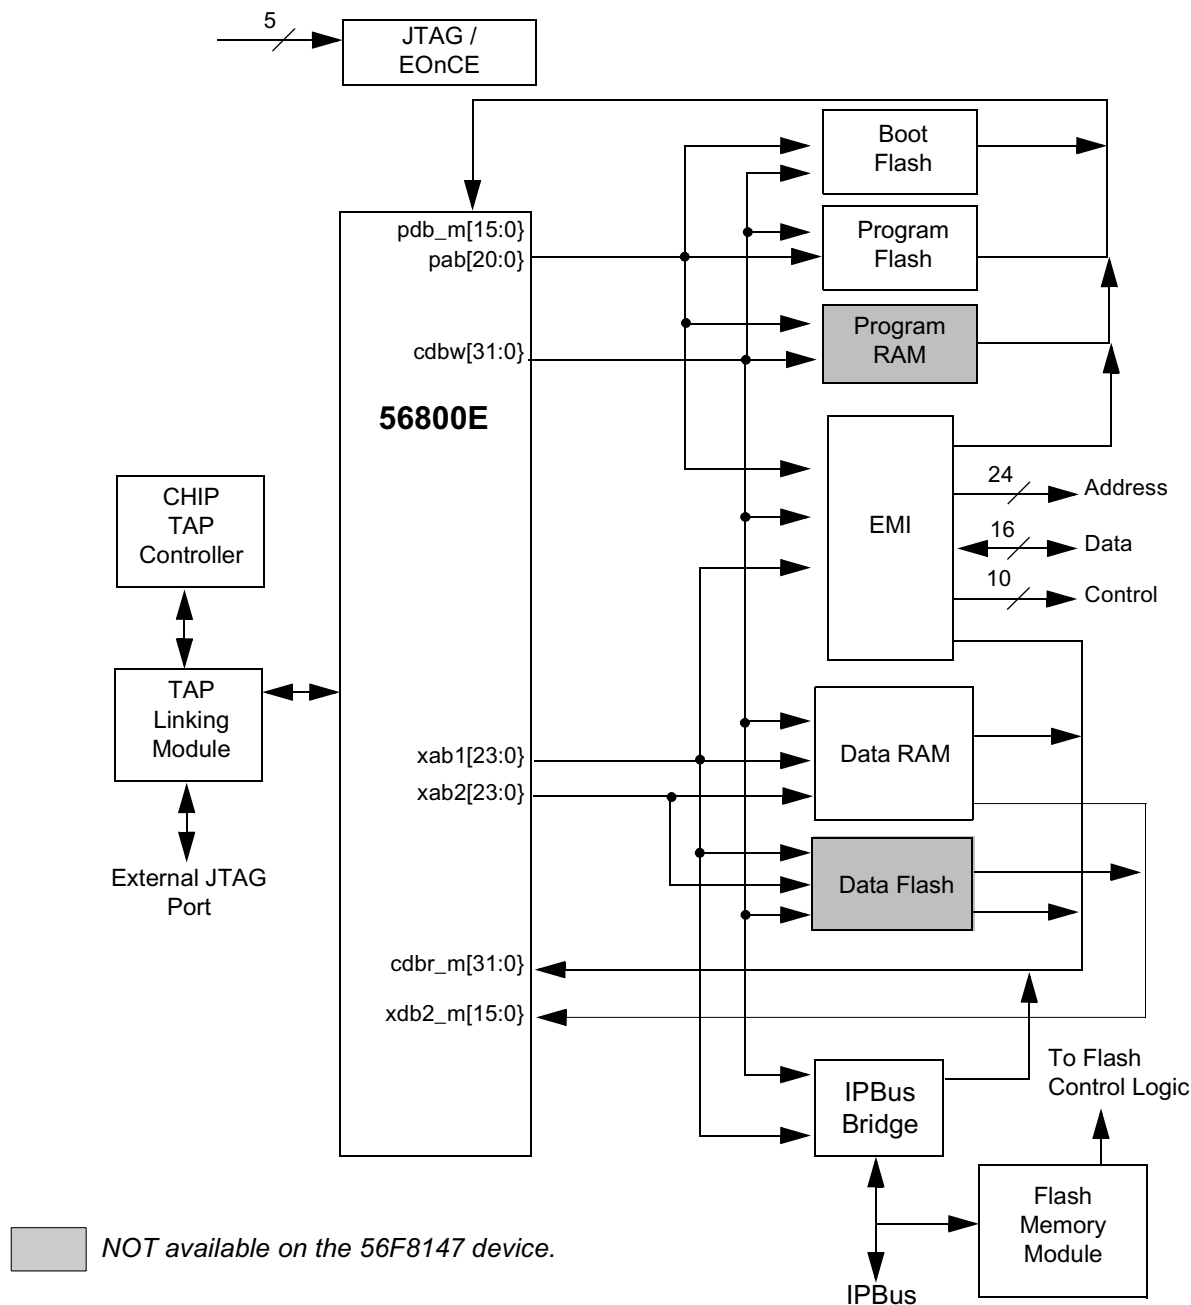 5
JTAG /
EOnCE
Boot
Flash
pdb_m[15:0}
pab[20:0}
Program
Flash
cdbw[31:0}
Program
RAM
56800E
CHIP
TAP
Controller
EMI
24
Address
16
Data
10
Control
TAP
Linking
Module
xab1[23:0}
xab2[23:0}
Data RAM
External JTAG
Port
Data Flash
cdbr_m[31:0}
xdb2_m[15:0}
To Flash
Control Logic
IPBus
Bridge
Flash
Memory
Module
NOT available on the 56F8147 device.
IPBus